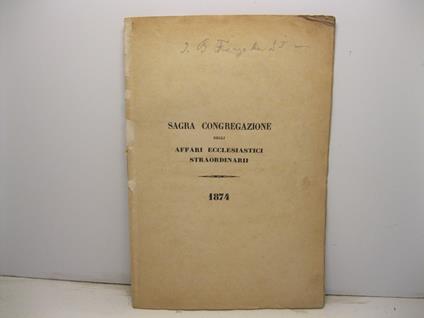 SAGRA CONGREGAZIONE
DEGLI
AFFARI ECCLESIASTICI
STRAORDINARII
1874